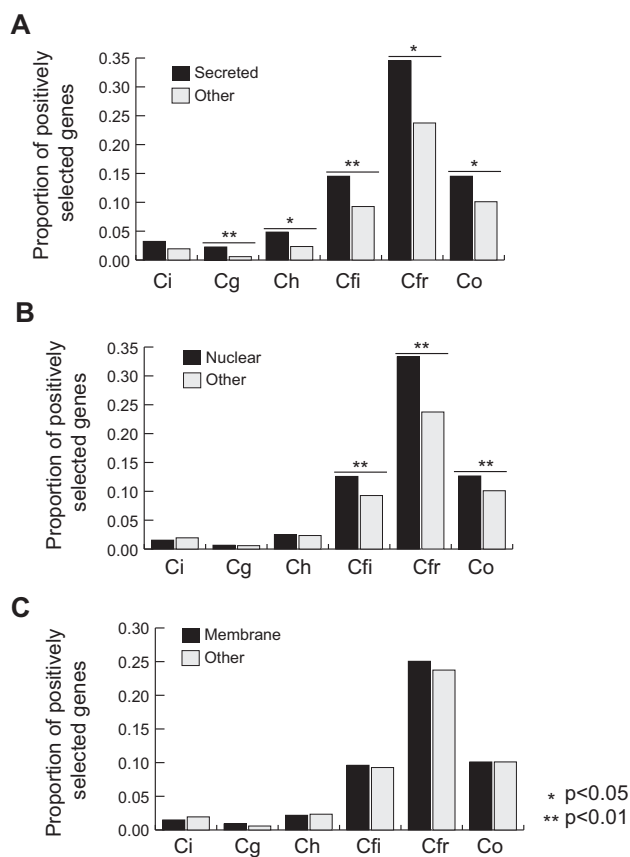 A
Proportion of positively
selected genes
0.35
0.30
0.25
0.20
0.15
0.10
0.05
0.00
Secreted
Other
**
*
**
*
*
Ci Cg Ch Cfi Cfr Co
B
Proportion of positively
selected genes
0.35
0.30
0.25
0.20
0.15
0.10
0.05
0.00
Nuclear
Other
**
**
**
Ci Cg Ch Cfi Cfr Co
C
Proportion of positively
selected genes
0.30
0.25
0.20
0.15
0.10
0.05
0.00
Membrane
Other
Ci Cg Ch Cfi Cfr Co
* p<0.05
** p<0.01